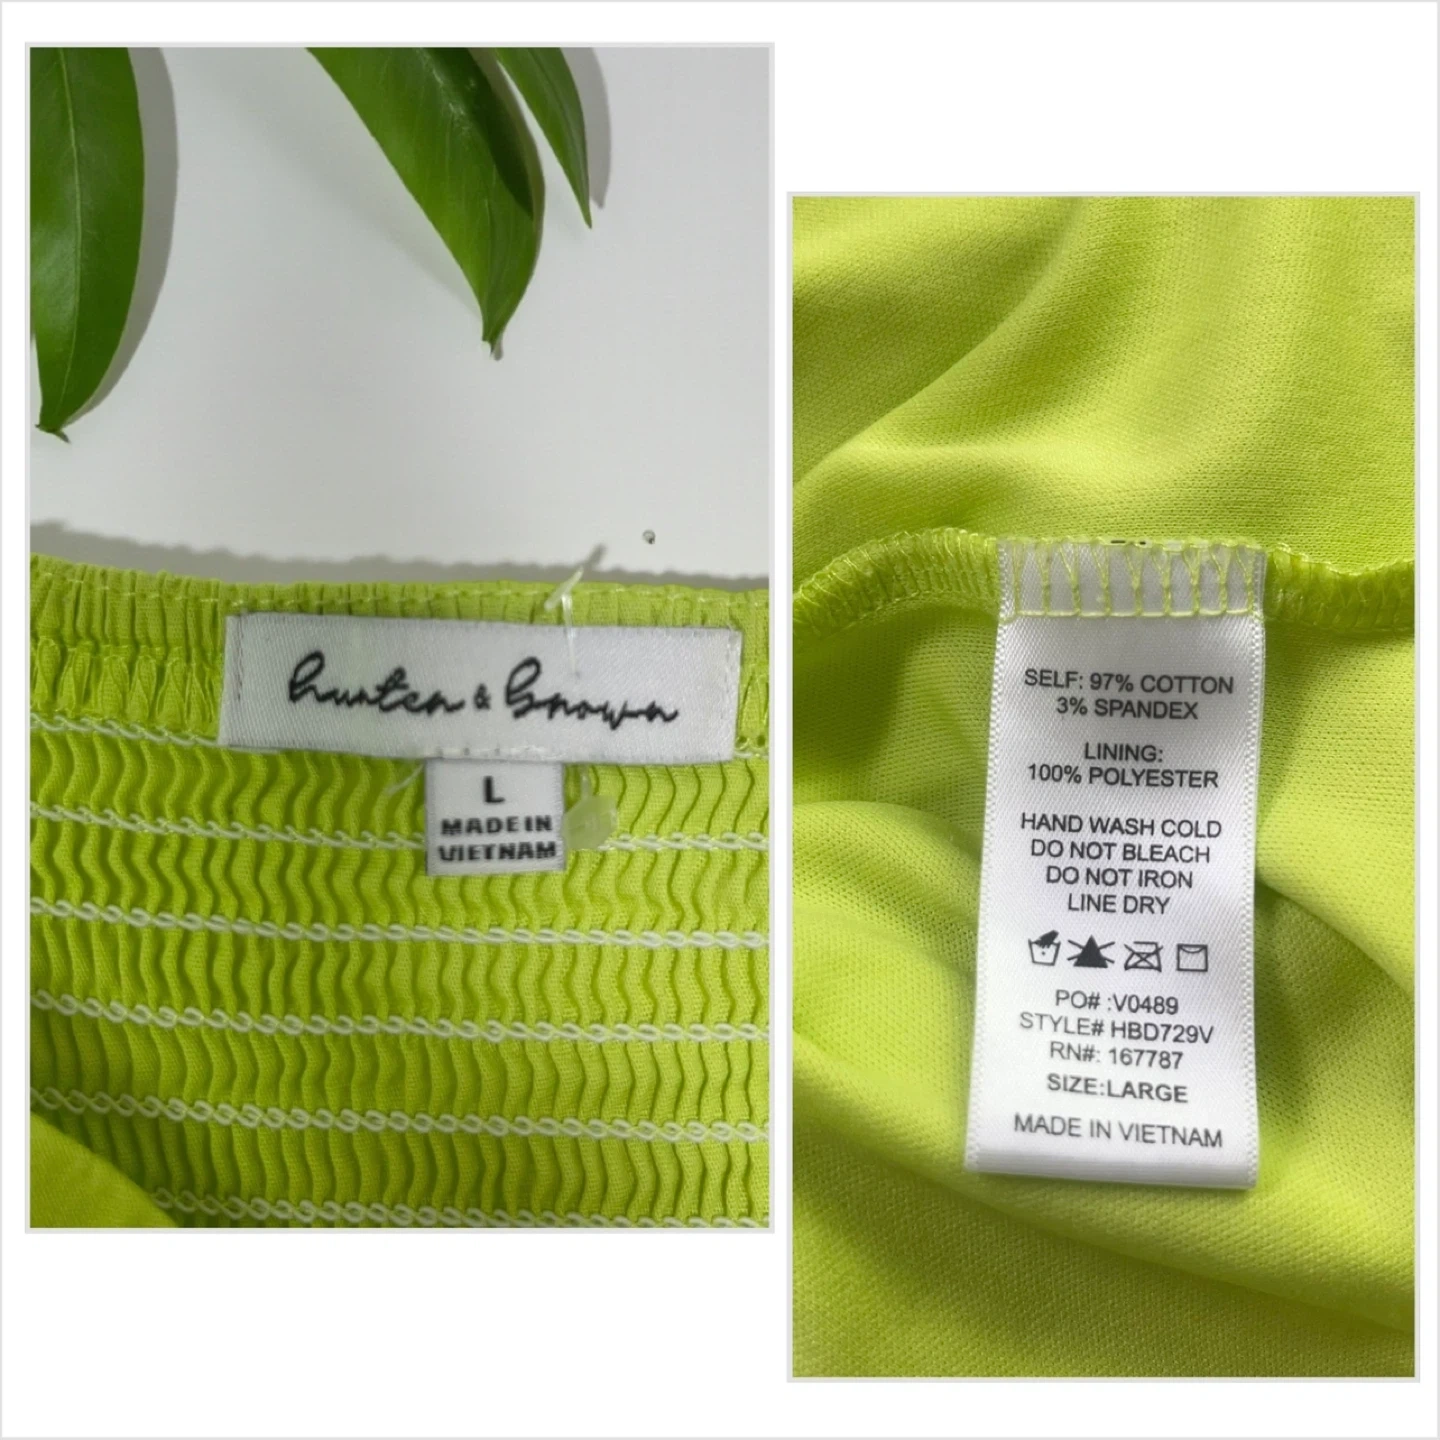 hunter & brown
L
MADE IN
VIETNAM
SELF: 97% COTTON
3% SPANDEX
LINING:
100% POLYESTER
HAND WASH COLD
DO NOT BLEACH
DO NOT IRON
LINE DRY
PO# :V0489
STYLE# HBD729V
RN#: 167787
SIZE:LARGE
MADE IN VIETNAM